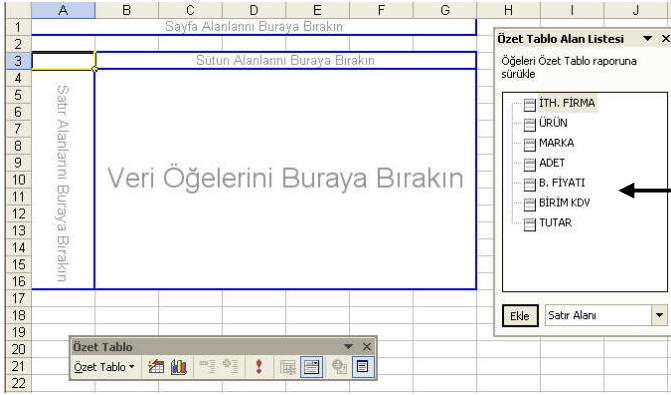 A B C D E F G H I J
1 Sayfa Alanlarını Buraya Bırakın
2
3 Sütun Alanlarını Buraya Bırakın
4
5
6
7
8
9
10
11
12
13
14
15
16
17
18
19
20
21
22
Satır Alanlarını Buraya Bırakın
Veri Öğelerini Buraya Bırakın
Özet Tablo Alan Listesi
Öğeleri Özet Tablo raporuna
sürükle
İTH. FİRMA
ÜRÜN
MARKA
ADET
B. FİYATI
BİRİM KDV
TUTAR
Ekle Satır Alanı
Özet Tablo
Özet Tablo